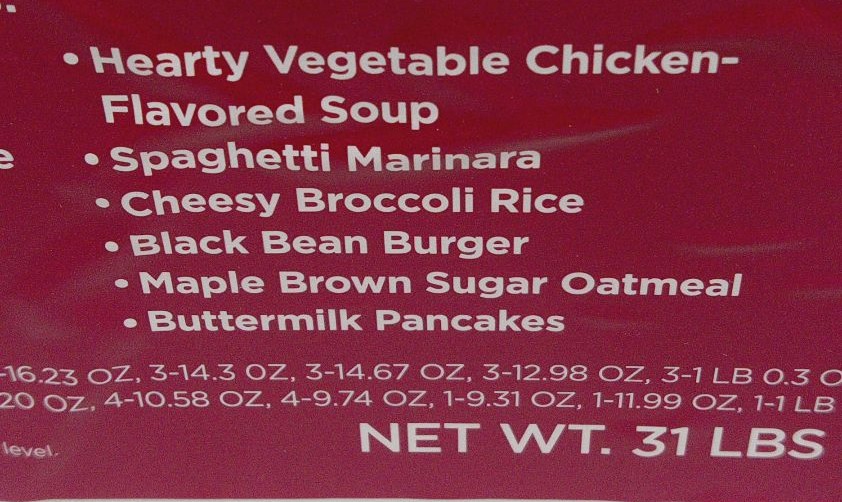 • Hearty Vegetable Chicken-
Flavored Soup
• Spaghetti Marinara
• Cheesy Broccoli Rice
• Black Bean Burger
• Maple Brown Sugar Oatmeal
• Buttermilk Pancakes
-16.23 OZ, 3-14.3 OZ, 3-14.67 OZ, 3-12.98 OZ, 3-1 LB 0.3 O
20 OZ, 4-10.58 OZ, 4-9.74 OZ, 1-9.31 OZ, 1-11.99 OZ, 1-1 LB
level.
NET WT. 31 LBS